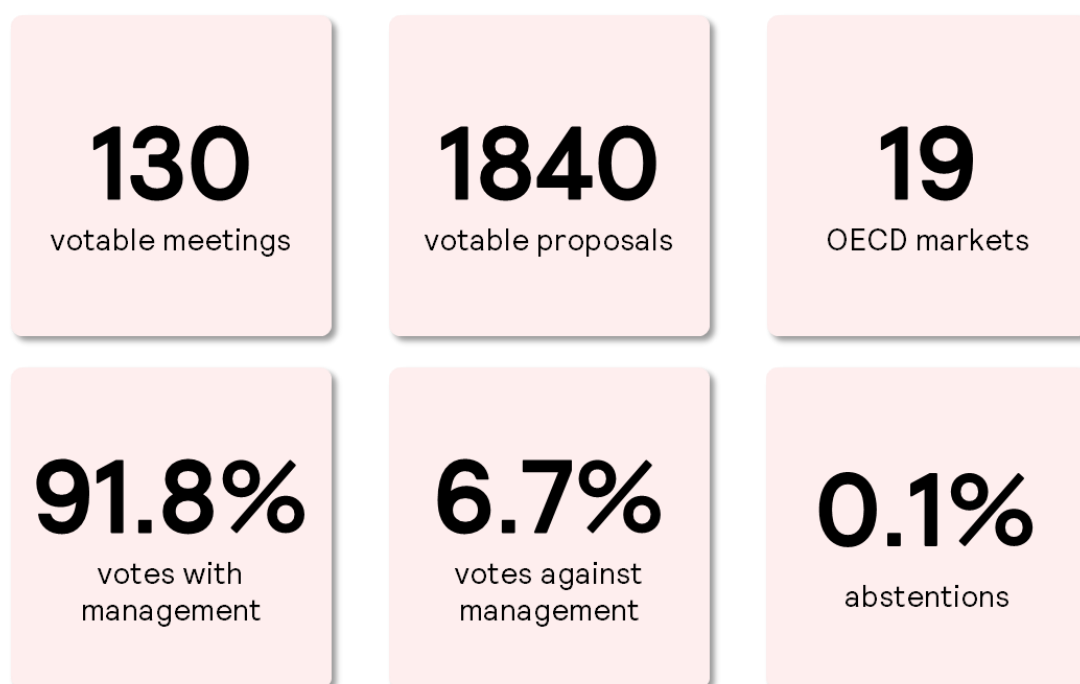 130
votable meetings
1840
votable proposals
19
OECD markets
91.8%
votes with
management
6.7%
votes against
management
0.1%
abstentions